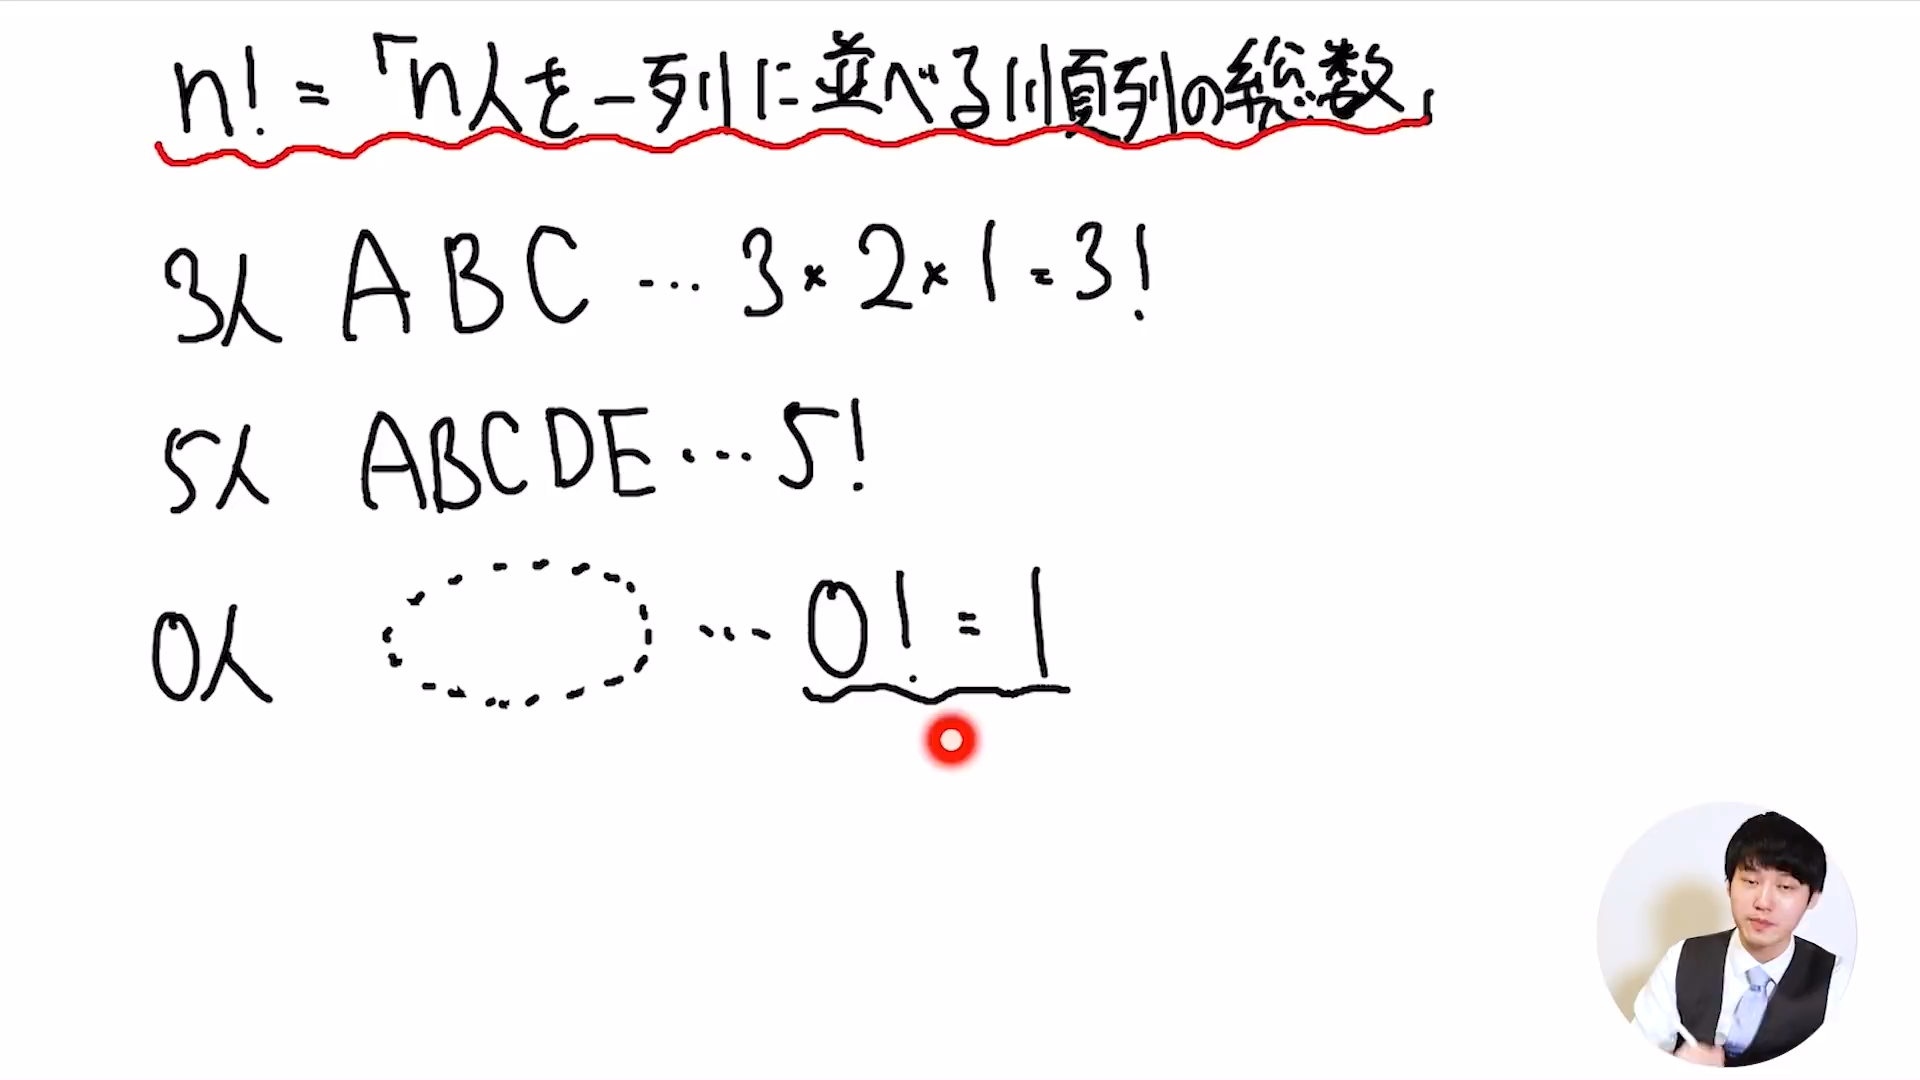 n! = 「n人を一列に並べる順列の総数」
3人 A B C … 3 × 2 × 1 = 3!
5人 ABCDE … 5!
0人 … 0! = 1